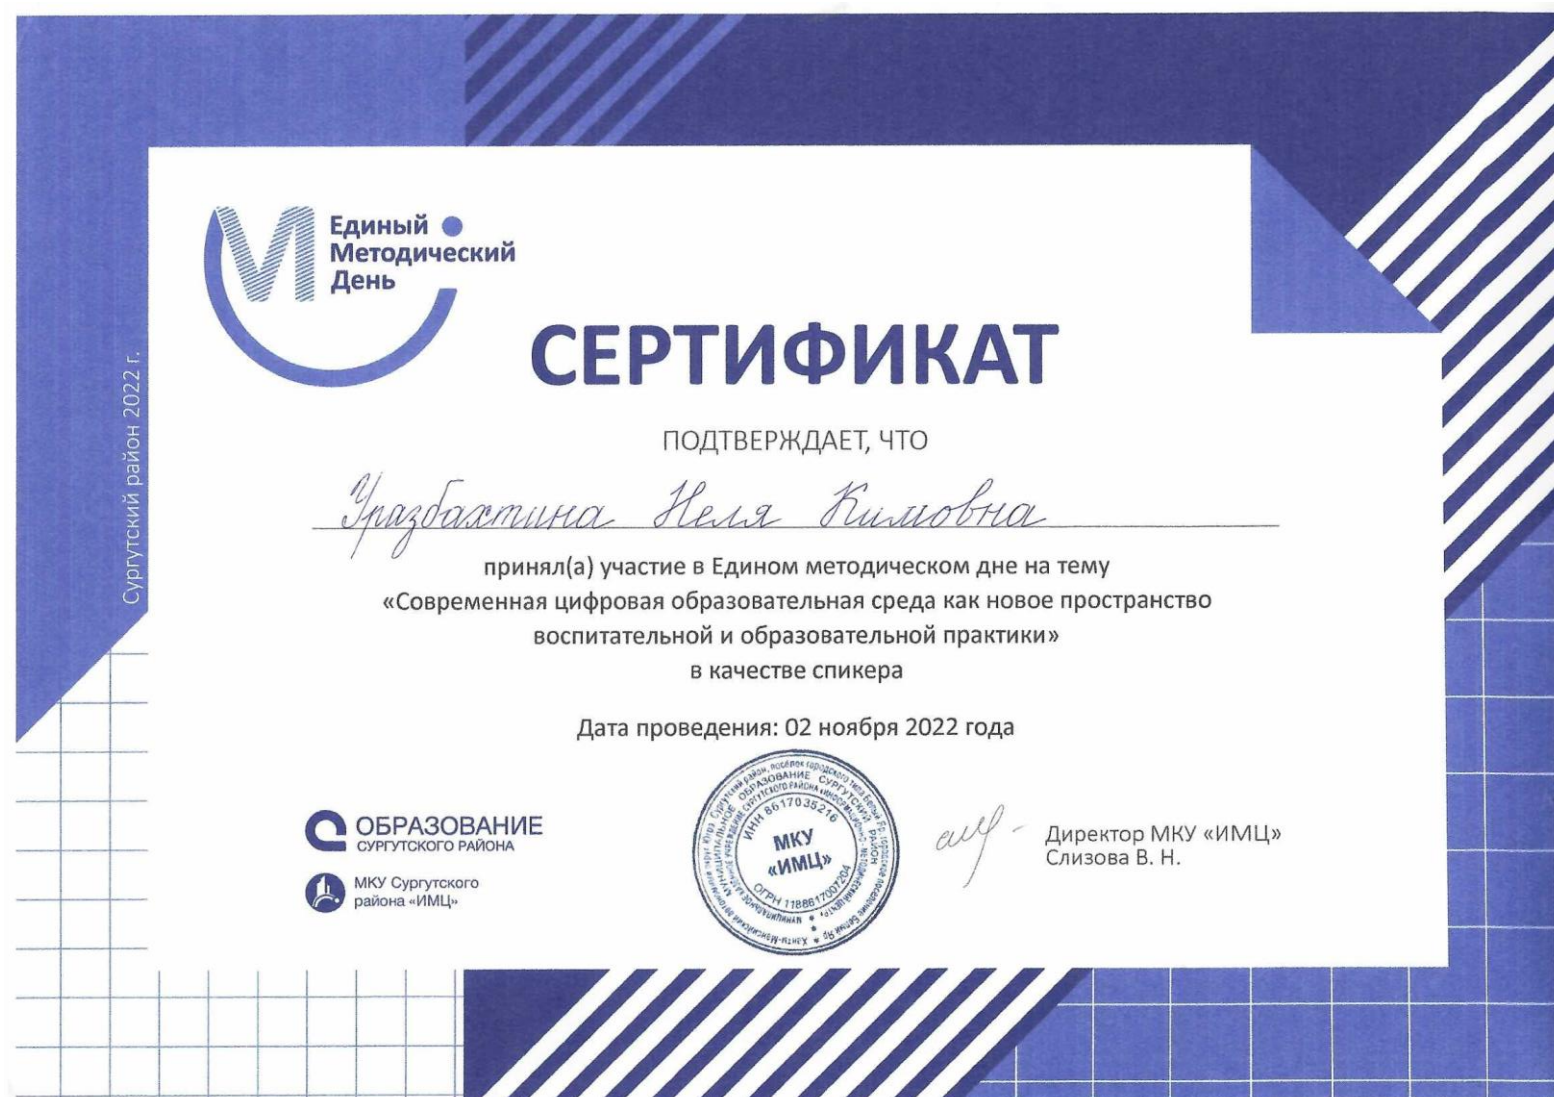 Единый
Методический
День
Сургутский район 2022 г.
СЕРТИФИКАТ
ПОДТВЕРЖДАЕТ, ЧТО
Уразбахтина Неля Кимовна
принял(а) участие в Едином методическом дне на тему
«Современная цифровая образовательная среда как новое пространство
воспитательной и образовательной практики»
в качестве спикера
Дата проведения: 02 ноября 2022 года
ОБРАЗОВАНИЕ
СУРГУТСКОГО РАЙОНА
МКУ Сургутского
района «ИМЦ»
ИНН 8617035216
МКУ
«ИМЦ»
ОГРН 1188617007204
Директор МКУ «ИМЦ»
Слизова В. Н.